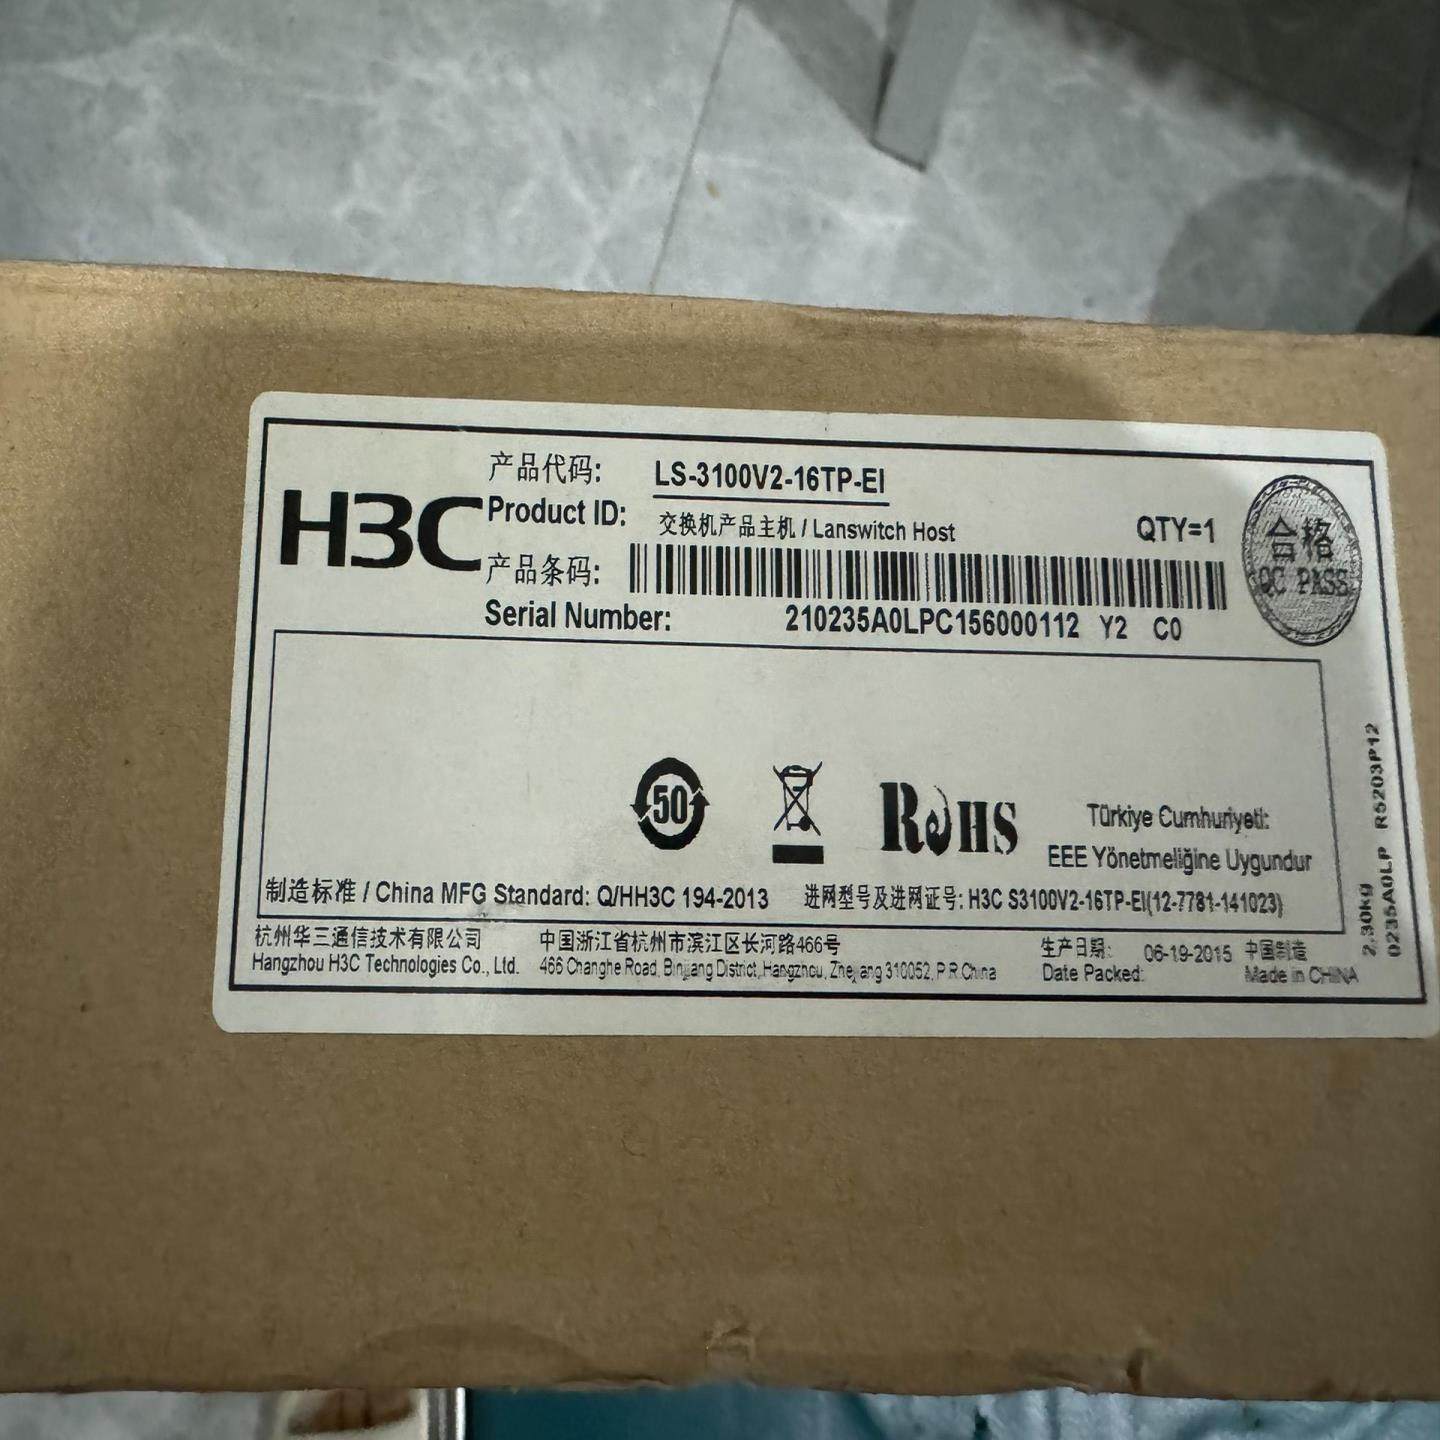 H3C
产品代码: LS-3100V2-16TP-EI
Product ID: 交换机产品主机 / Lanswitch Host QTY=1
合格
QC PASS
产品条码:
Serial Number: 210235A0LPC156000112 Y2 C0
50
RoHS
Türkiye Cumhuriyeti:
EEE Yönetmeliğine Uygundur
制造标准 / China MFG Standard: Q/HH3C 194-2013 进网型号及进网证号: H3C S3100V2-16TP-EI(12-7781-141023)
杭州华三通信技术有限公司 中国浙江省杭州市滨江区长河路466号 生产日期: 06-19-2015 中国制造
Hangzhou H3C Technologies Co., Ltd. 466 Changhe Road, Binjiang District, Hangzhou, Zhejiang 310052, P.R.China Date Packed: Made in CHINA
2.30kg
0235A0LP R5203P12